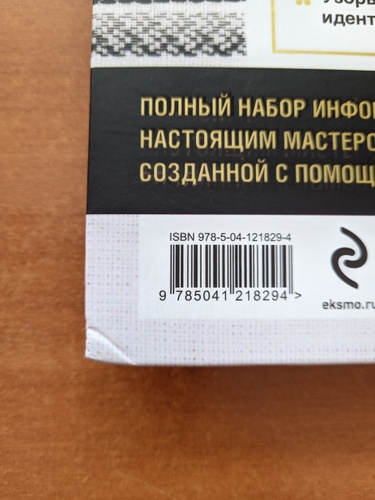 идент
ПОЛНЫЙ НАБОР ИНФО
НАСТОЯЩИМ МАСТЕРО
СОЗДАННОЙ С ПОМОЩ
ISBN 978-5-04-121829-4
9 785041 218294 >
eksmo.ru